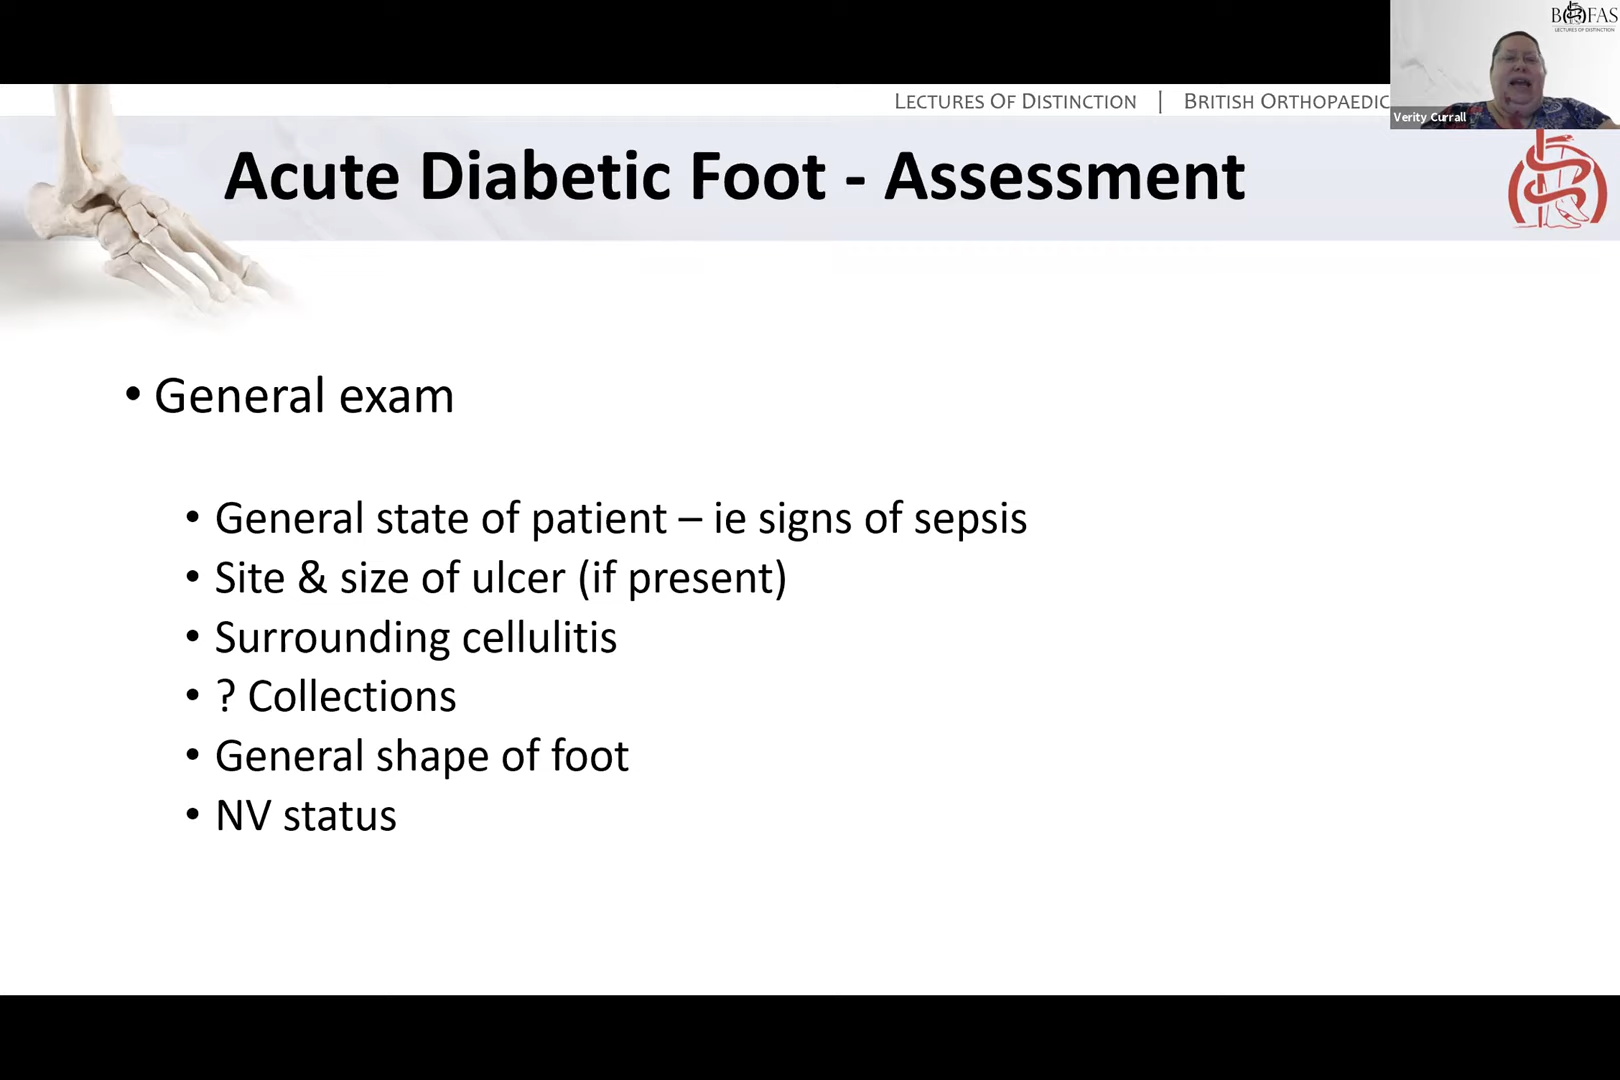 BOFAS
LECTURES OF DISTINCTION
Verity Currall
LECTURES OF DISTINCTION | BRITISH ORTHOPAEDIC
Acute Diabetic Foot - Assessment
• General exam
• General state of patient – ie signs of sepsis
• Site & size of ulcer (if present)
• Surrounding cellulitis
• ? Collections
• General shape of foot
• NV status